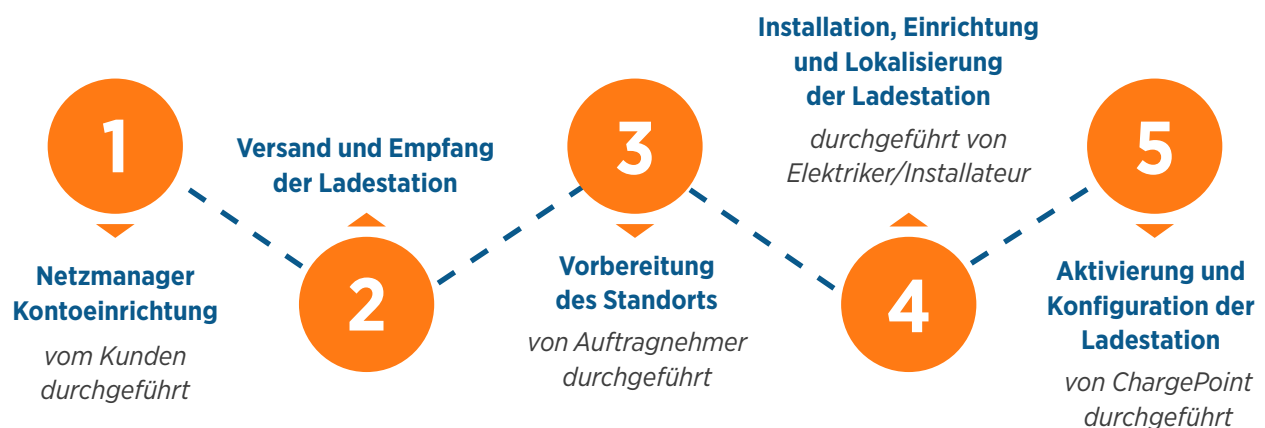 1
Netzmanager
Kontoeinrichtung
vom Kunden
durchgeführt
Versand und Empfang
der Ladestation
2
3
Vorbereitung
des Standorts
von Auftragnehmer
durchgeführt
Installation, Einrichtung
und Lokalisierung
der Ladestation
durchgeführt von
Elektriker/Installateur
4
5
Aktivierung und
Konfiguration der
Ladestation
von ChargePoint
durchgeführt